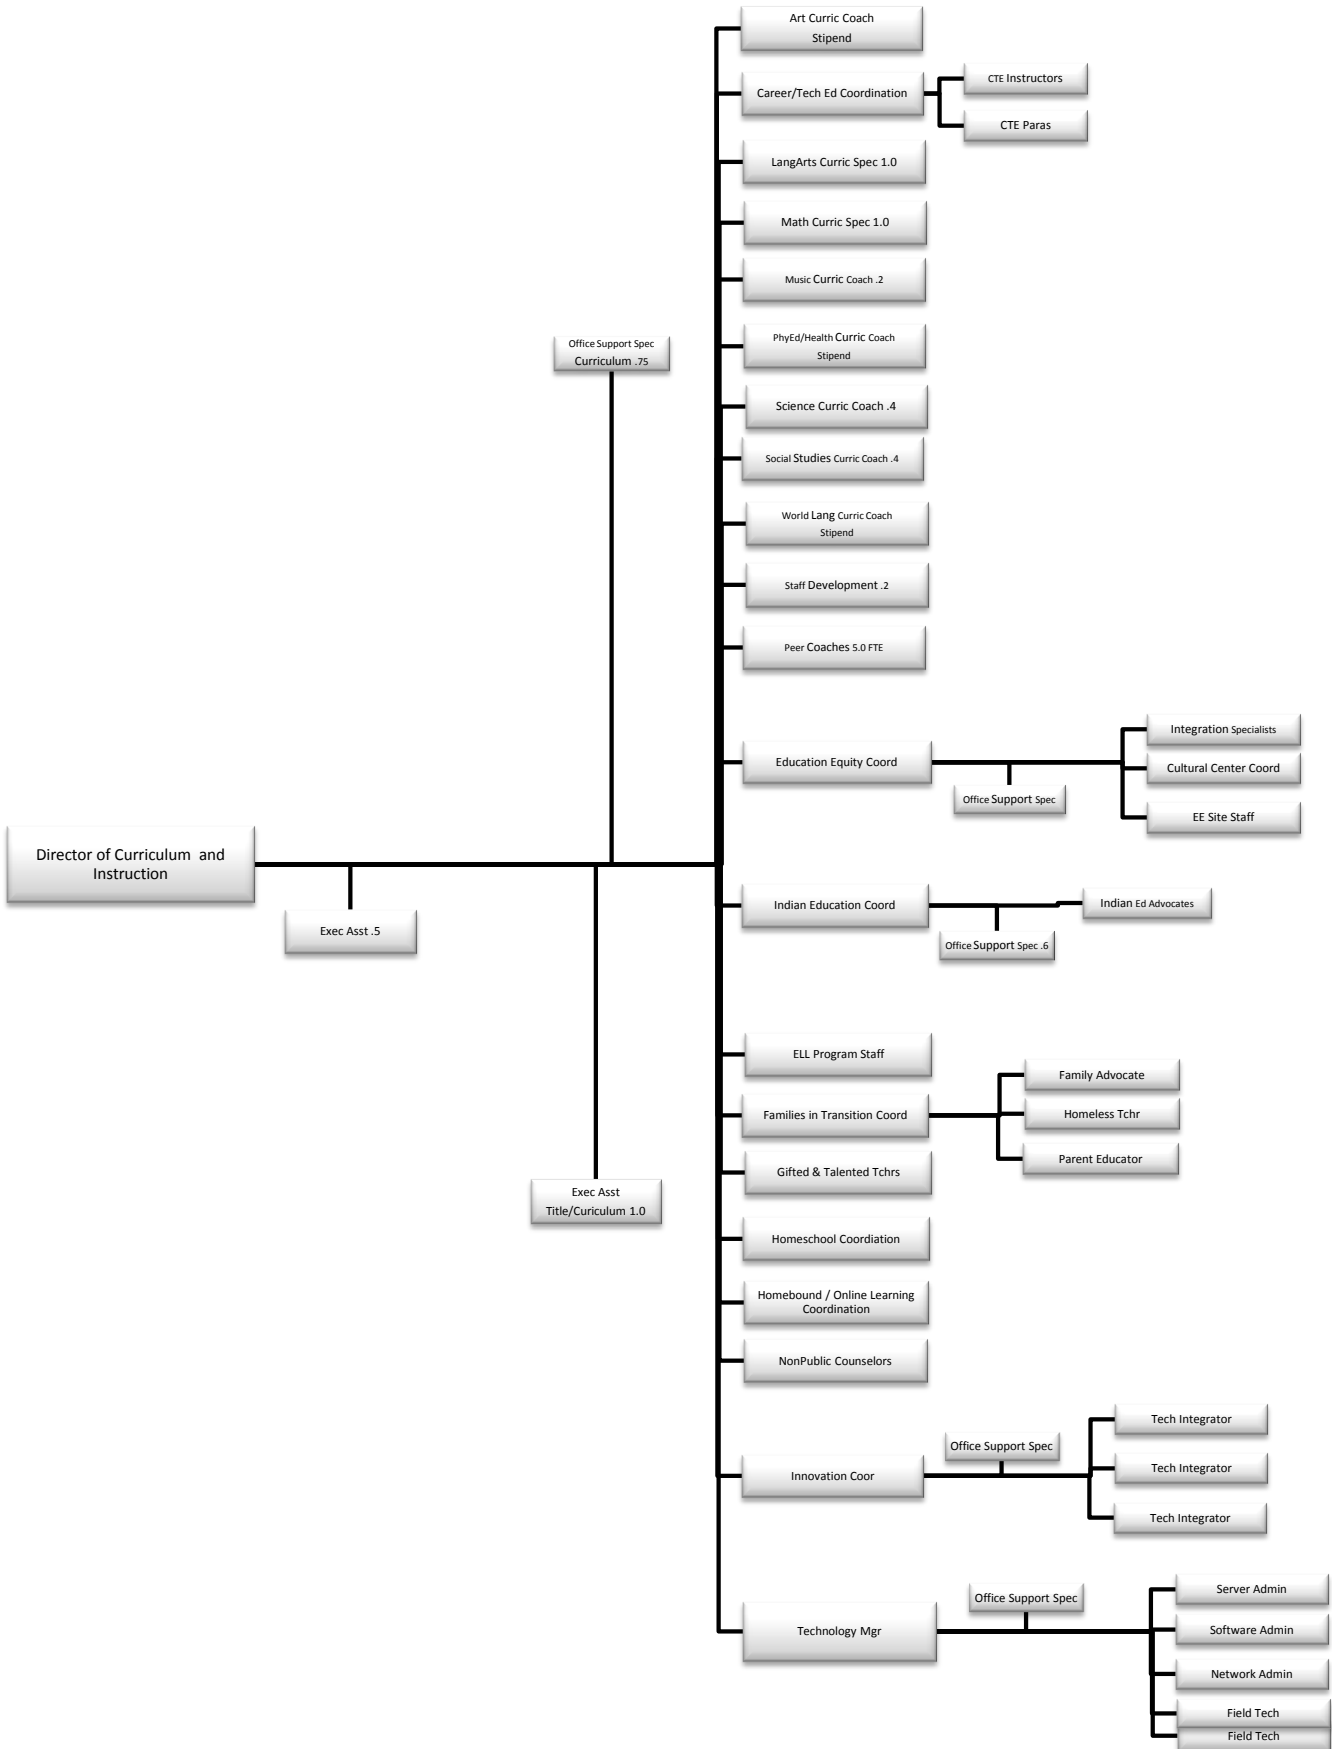 Art Curric Coach
Stipend
Career/Tech Ed Coordination
CTE Instructors
CTE Paras
LangArts Curric Spec 1.0
Math Curric Spec 1.0
Music Curric Coach .2
Office Support Spec
Curriculum .75
PhyEd/Health Curric Coach
Stipend
Science Curric Coach .4
Social Studies Curric Coach .4
World Lang Curric Coach
Stipend
Staff Development .2
Peer Coaches 5.0 FTE
Education Equity Coord
Office Support Spec
Integration Specialists
Cultural Center Coord
EE Site Staff
Director of Curriculum and
Instruction
Exec Asst .5
Indian Education Coord
Office Support Spec .6
Indian Ed Advocates
ELL Program Staff
Families in Transition Coord
Family Advocate
Homeless Tchr
Parent Educator
Gifted & Talented Tchrs
Exec Asst
Title/Curiculum 1.0
Homeschool Coordiation
Homebound / Online Learning
Coordination
NonPublic Counselors
Innovation Coor
Office Support Spec
Tech Integrator
Tech Integrator
Tech Integrator
Technology Mgr
Office Support Spec
Server Admin
Software Admin
Network Admin
Field Tech
Field Tech